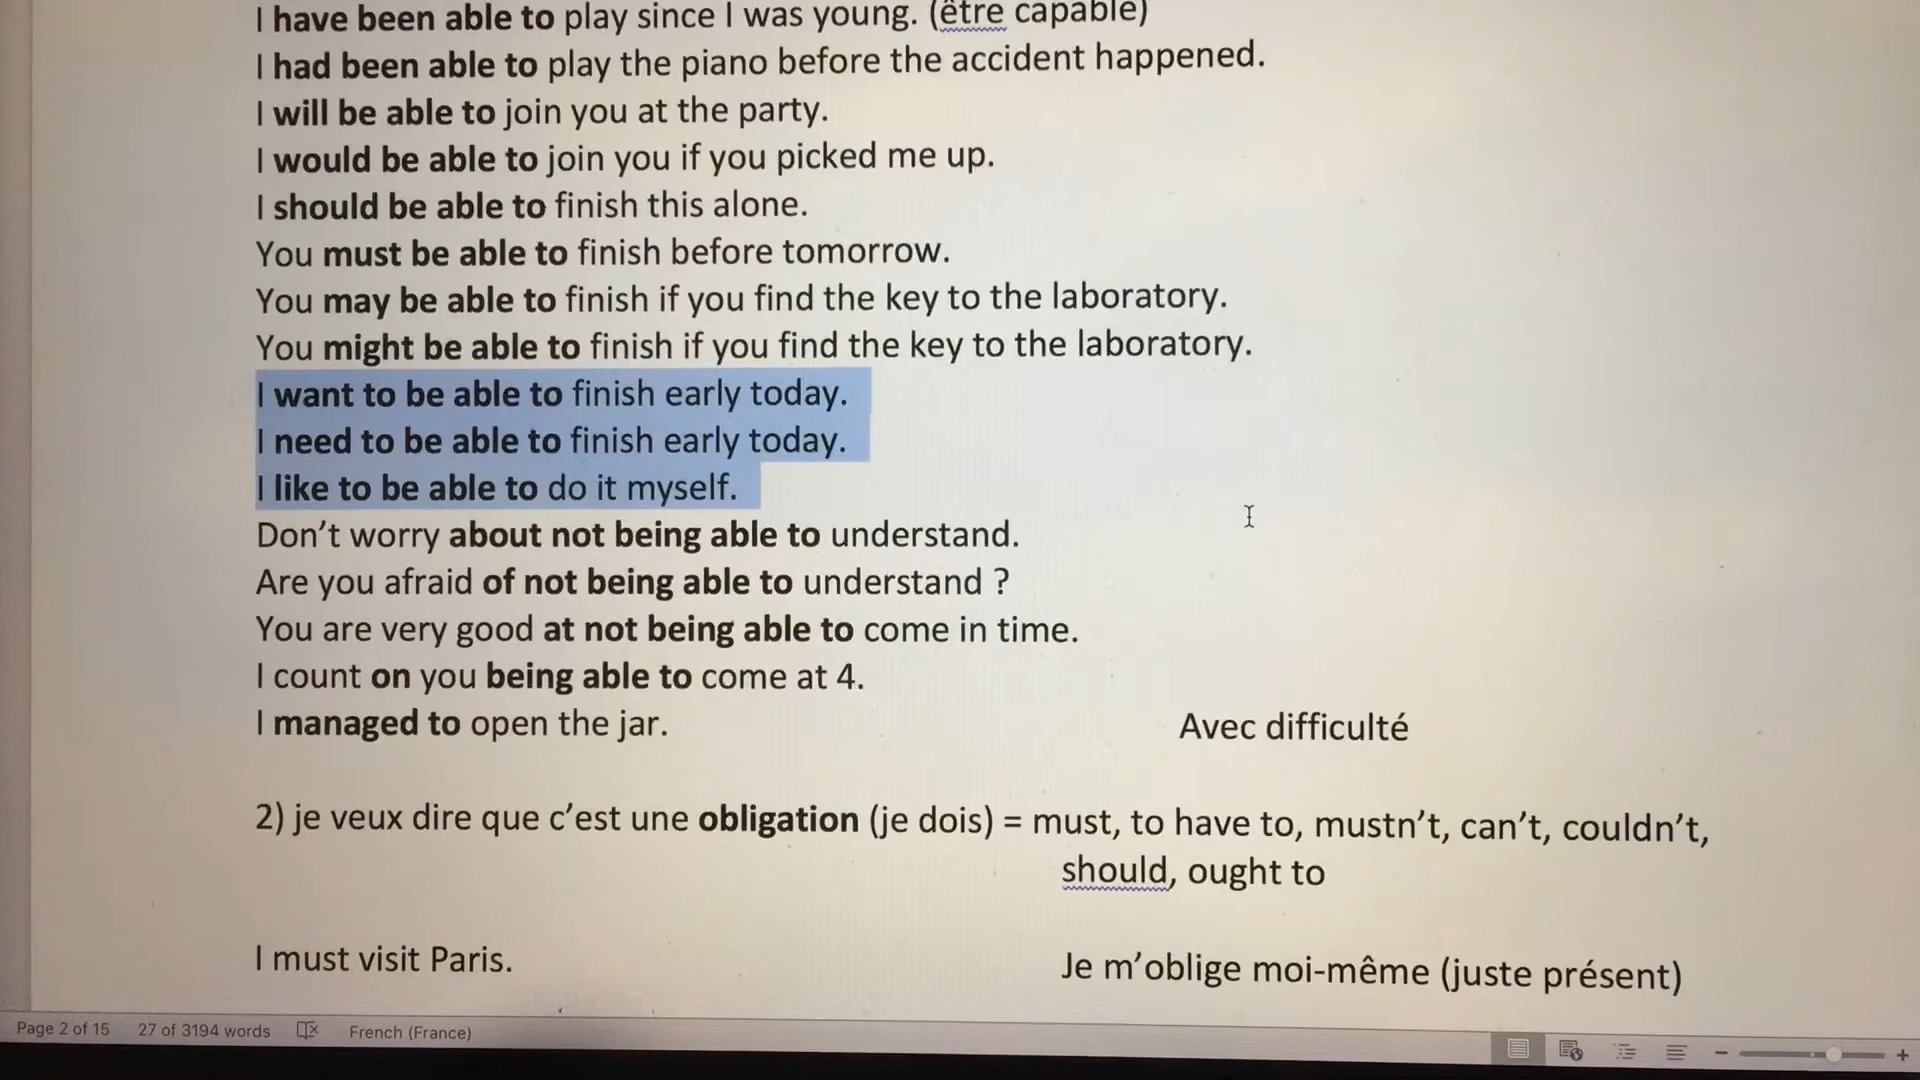 I have been able to play since I was young. (être capable)
I had been able to play the piano before the accident happened.
I will be able to join you at the party.
I would be able to join you if you picked me up.
I should be able to finish this alone.
You must be able to finish before tomorrow.
You may be able to finish if you find the key to the laboratory.
You might be able to finish if you find the key to the laboratory.
I want to be able to finish early today.
I need to be able to finish early today.
I like to be able to do it myself.
Don’t worry about not being able to understand.
Are you afraid of not being able to understand ?
You are very good at not being able to come in time.
I count on you being able to come at 4.
I managed to open the jar. Avec difficulté
2) je veux dire que c’est une obligation (je dois) = must, to have to, mustn’t, can’t, couldn’t,
should, ought to
I must visit Paris. Je m’oblige moi-même (juste présent)
Page 2 of 15 27 of 3194 words French (France)